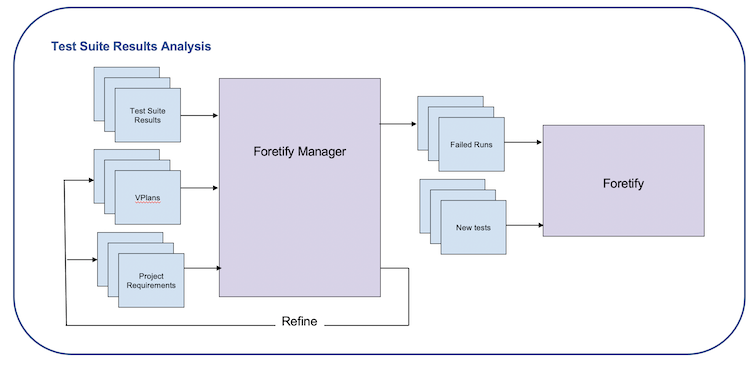 Test Suite Results Analysis
Test Suite
Results
VPlans
Project
Requirements
Foretify Manager
Refine
Failed Runs
New tests
Foretify